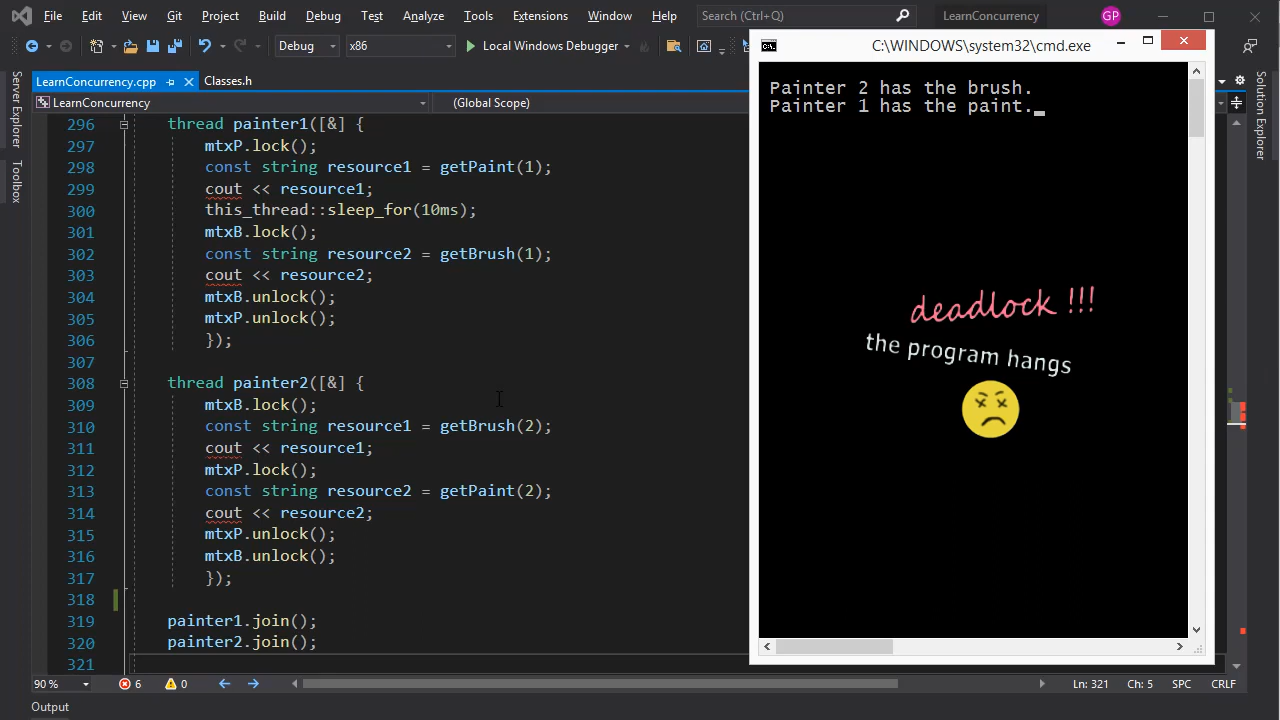 File Edit View Git Project Build Debug Test Analyze Tools Extensions Window Help Search (Ctrl+Q) LearnConcurrency GP
Debug x86 Local Windows Debugger
LearnConcurrency.cpp Classes.h
LearnConcurrency (Global Scope)
Server Explorer
Toolbox
296 thread painter1([&] {
297 mtxP.lock();
298 const string resource1 = getPaint(1);
299 cout << resource1;
300 this_thread::sleep_for(10ms);
301 mtxB.lock();
302 const string resource2 = getBrush(1);
303 cout << resource2;
304 mtxB.unlock();
305 mtxP.unlock();
306 });
307
308 thread painter2([&] {
309 mtxB.lock();
310 const string resource1 = getBrush(2);
311 cout << resource1;
312 mtxP.lock();
313 const string resource2 = getPaint(2);
314 cout << resource2;
315 mtxP.unlock();
316 mtxB.unlock();
317 });
318
319 painter1.join();
320 painter2.join();
321
C:\WINDOWS\system32\cmd.exe
Painter 2 has the brush.
Painter 1 has the paint.
deadlock !!!
the program hangs
Solution Explorer
90 % 6 0 Ln: 321 Ch: 5 SPC CRLF
Output